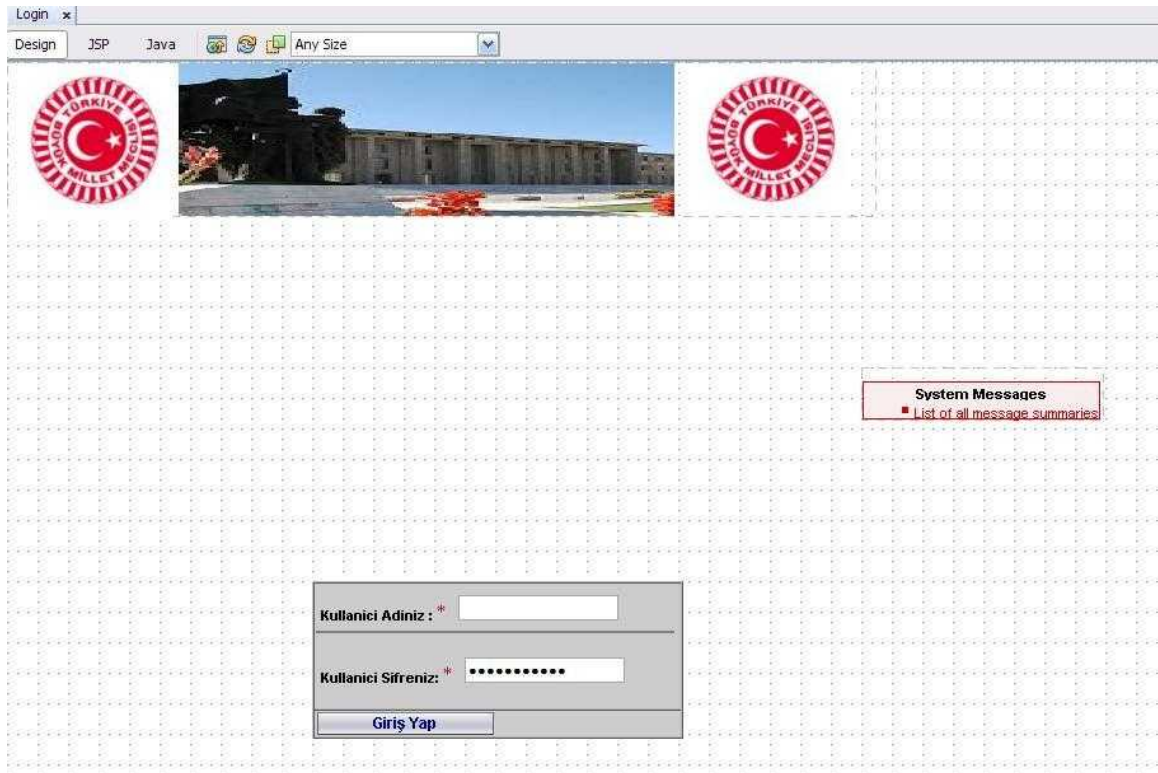 Login x
Design JSP Java Any Size
TÜRKİYE BÜYÜK MİLLET MECLİSİ
TÜRKİYE BÜYÜK MİLLET MECLİSİ
System Messages
List of all message summaries
Kullanici Adiniz : *
Kullanici Sifreniz: * •••••••••••
Giriş Yap